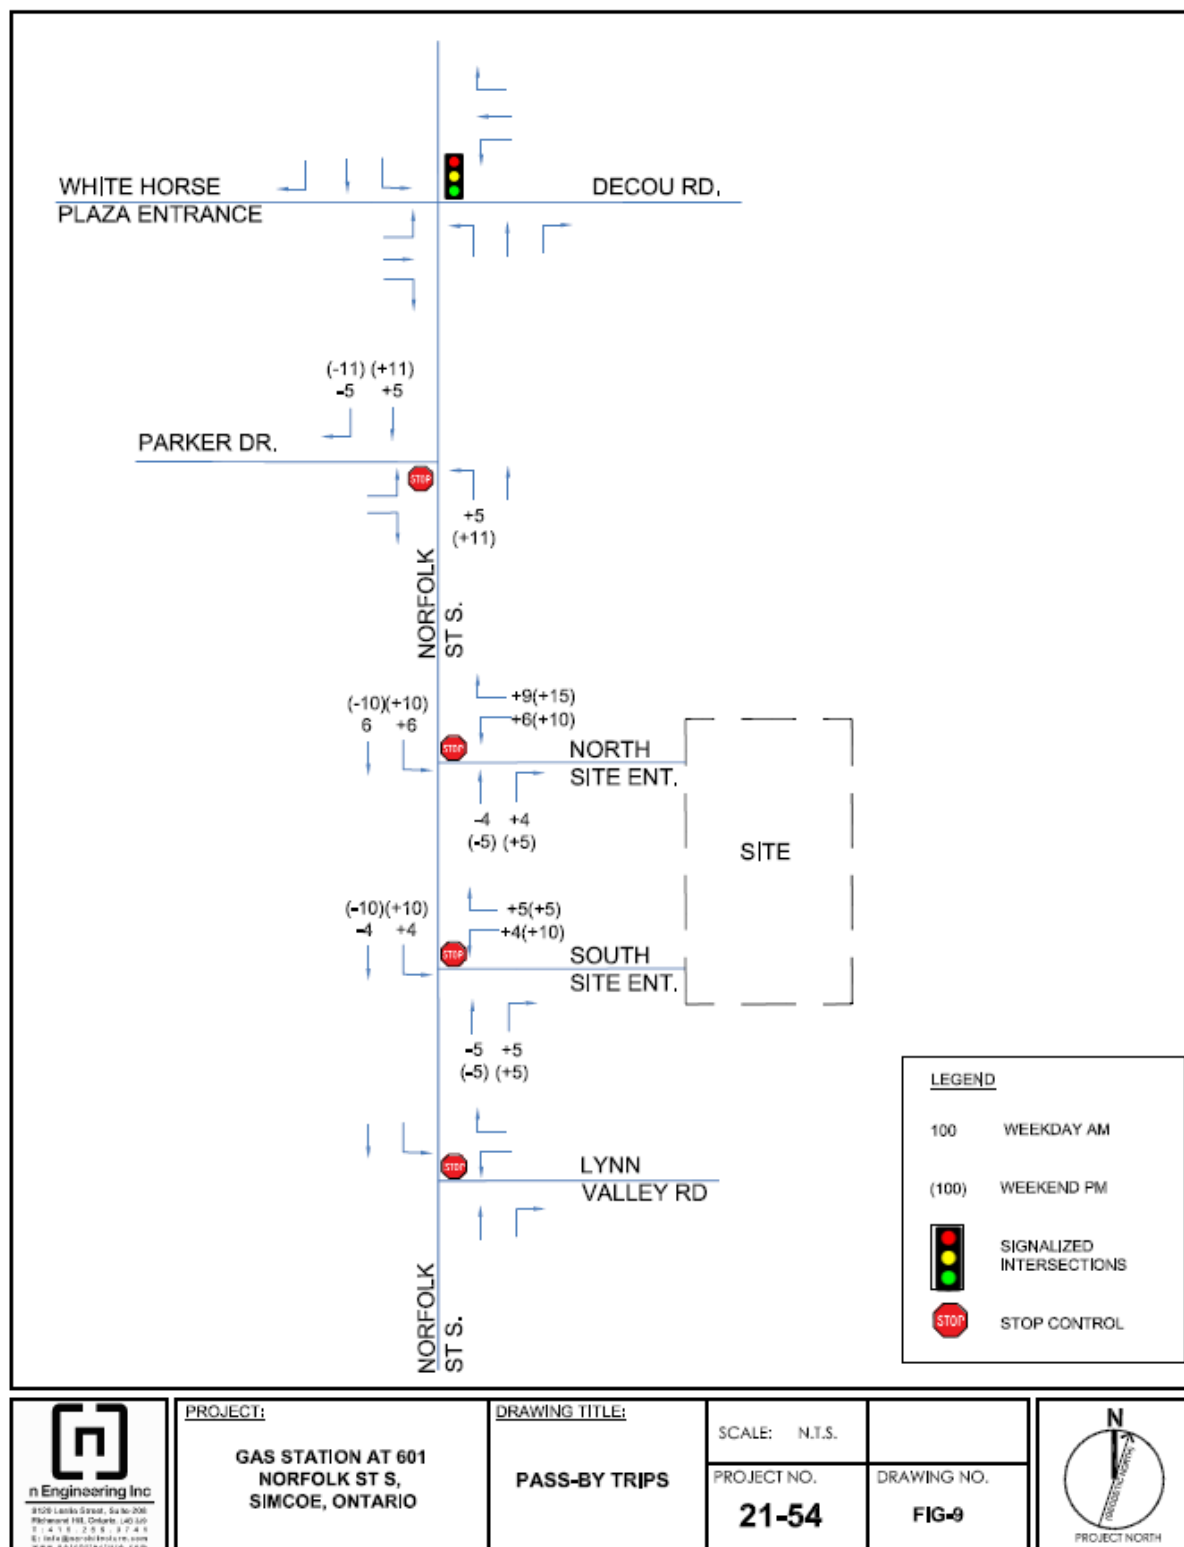 WHITE HORSE
PLAZA ENTRANCE
DECOU RD.
(-11) (+11)
-5 +5
PARKER DR.
STOP
+5
(+11)
NORFOLK
ST S.
(-10)(+10)
6 +6
+9(+15)
+6(+10)
STOP
NORTH
SITE ENT.
-4 +4
(-5) (+5)
SITE
(-10)(+10)
-4 +4
+5(+5)
+4(+10)
STOP
SOUTH
SITE ENT.
-5 +5
(-5) (+5)
STOP
LYNN
VALLEY RD
NORFOLK
ST S.
LEGEND
100 WEEKDAY AM
(100) WEEKEND PM
SIGNALIZED
INTERSECTIONS
STOP STOP CONTROL
n
n Engineering Inc
PROJECT:
GAS STATION AT 601
NORFOLK ST S,
SIMCOE, ONTARIO
DRAWING TITLE:
PASS-BY TRIPS
SCALE: N.T.S.
PROJECT NO.
21-54
DRAWING NO.
FIG-9
N
PROJECT NORTH